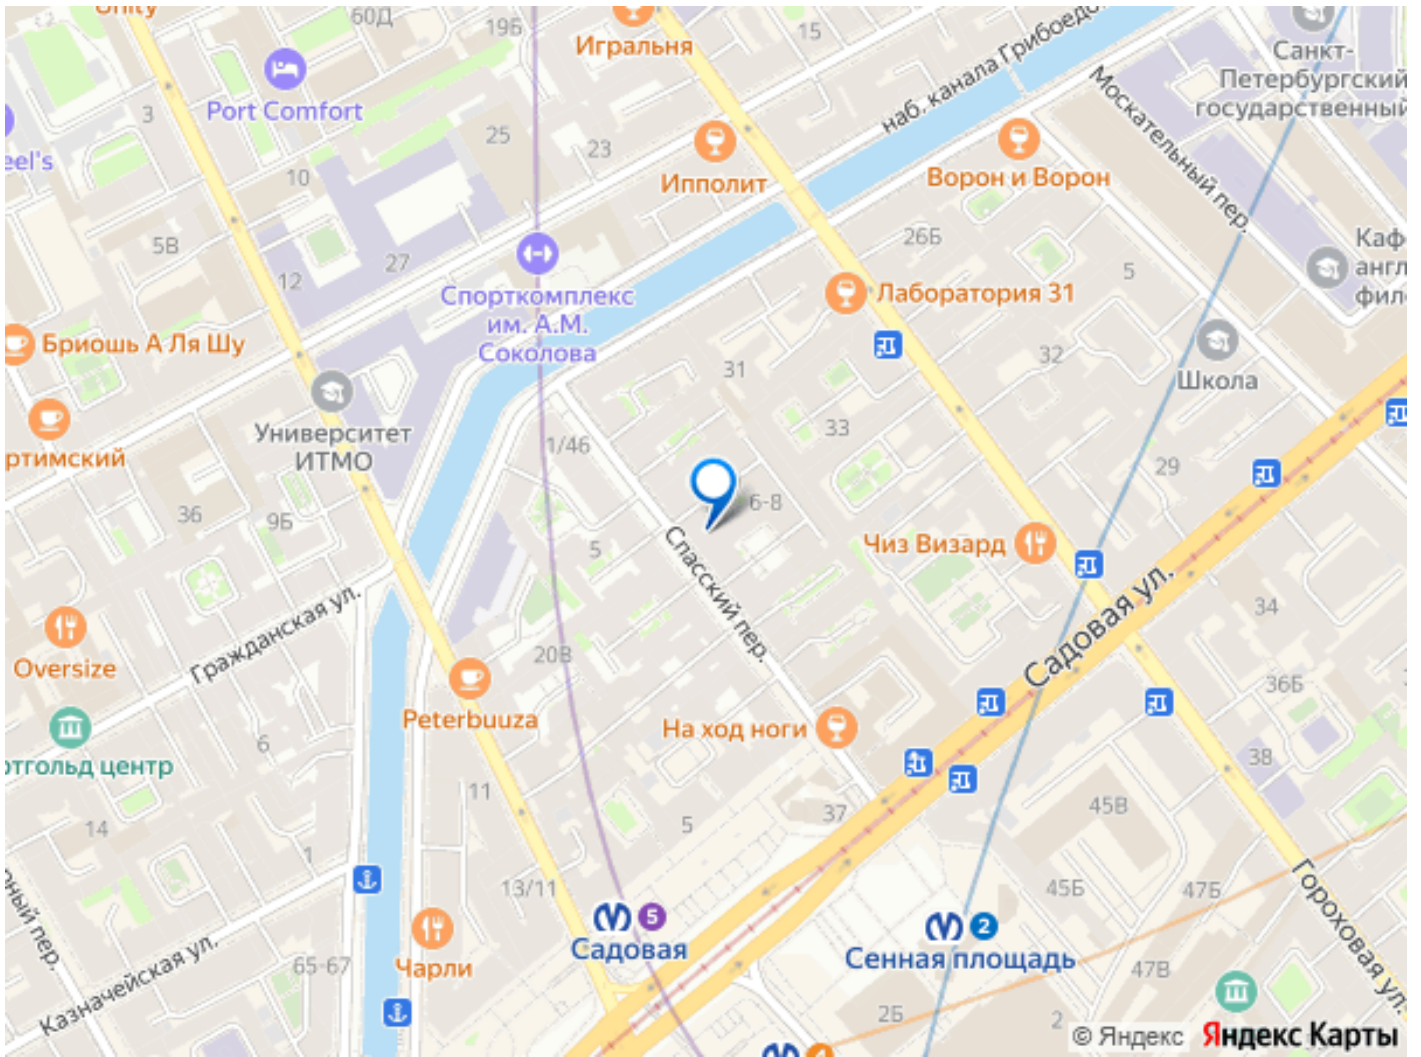 Unity
60Д
19Б
Игральня
15
наб. канала Грибоедо
Санкт-
Петербургский
государственный
Port Comfort
3
25
23
Ипполит
Ворон и Ворон
Москательный пер.
eel's
10
5В
27
12
26Б
5
Каф
англ
фил
Спорткомплекс
им. А.М.
Соколова
Лаборатория 31
Бриошь А Ля Шу
31
32
Школа
Университет
ИТМО
ртимский
1/46
33
29
36
9Б
6-8
5
Спасский пер.
Чиз Визард
Садовая ул.
34
Гражданская ул.
Oversize
20В
36Б
Peterbuuza
На ход ноги
6
отгольд центр
38
11
5
37
45В
14
1
13/11
45Б
47Б
Гороховая ул.
5
Садовая
2
Сенная площадь
Чарли
65-67
Казначейская ул.
рный пер.
47В
2Б
2
4
© Яндекс
Яндекс Карты